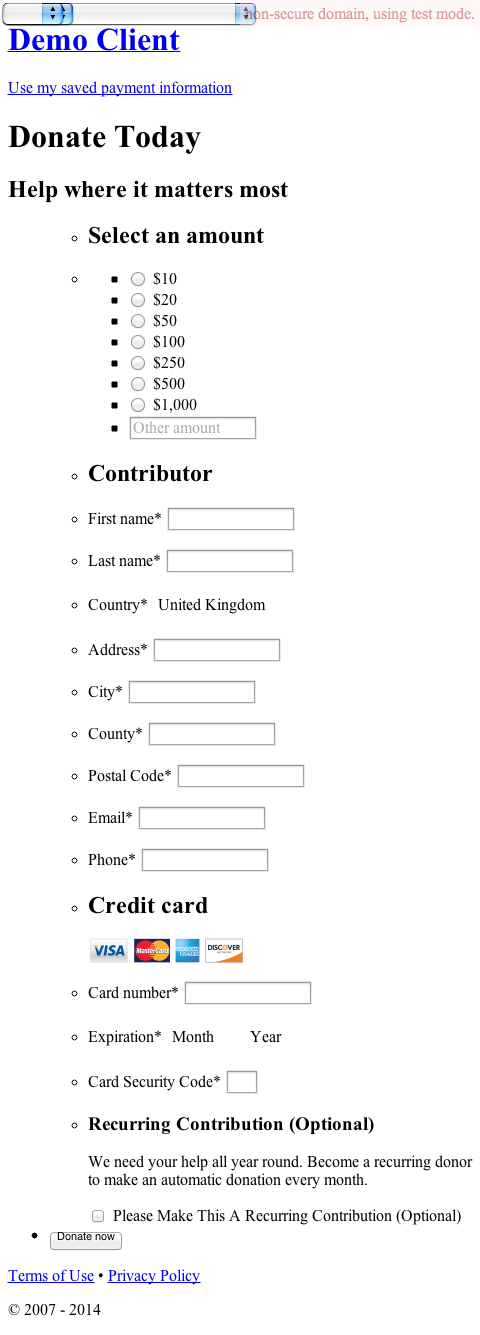 non-secure domain, using test mode.
Demo Client
Use my saved payment information
Donate Today
Help where it matters most
Select an amount
$10
$20
$50
$100
$250
$500
$1,000
Other amount
Contributor
First name*
Last name*
Country* United Kingdom
Address*
City*
County*
Postal Code*
Email*
Phone*
Credit card
VISA MasterCard AMERICAN EXPRESS DISCOVER
Card number*
Expiration* Month Year
Card Security Code*
Recurring Contribution (Optional)
We need your help all year round. Become a recurring donor
to make an automatic donation every month.
Please Make This A Recurring Contribution (Optional)
Donate now
Terms of Use • Privacy Policy
© 2007 - 2014